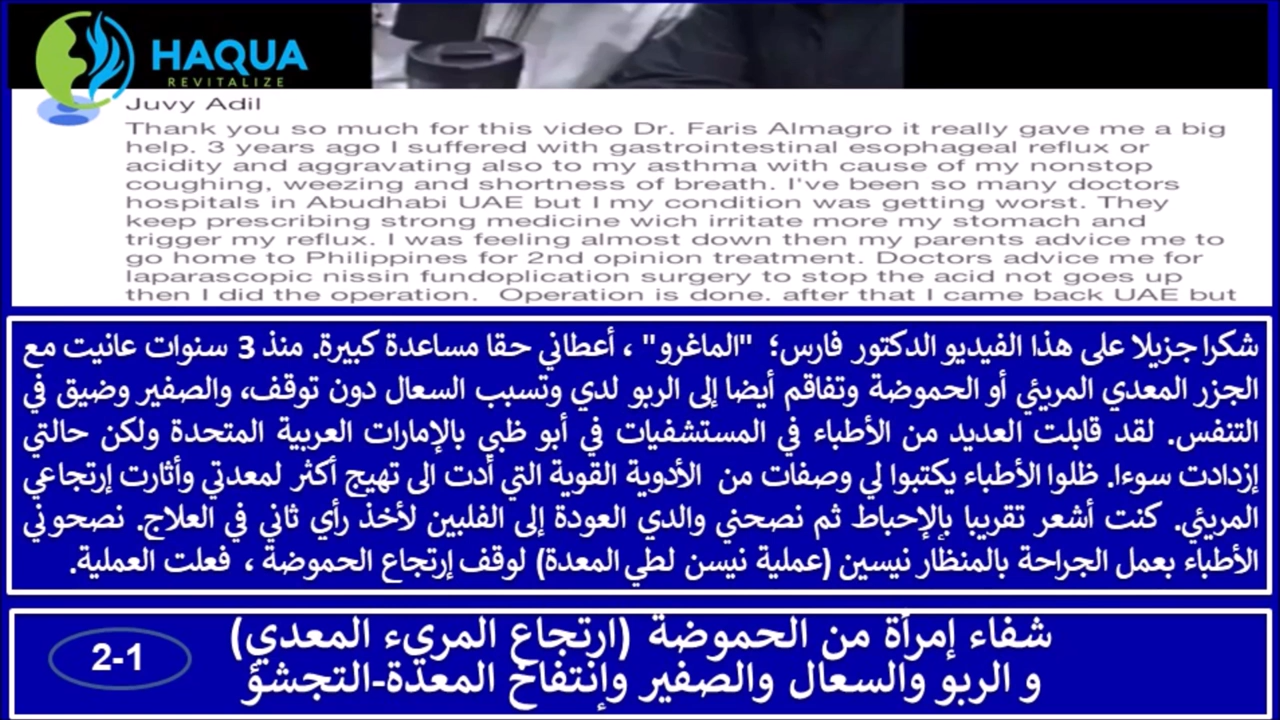 HAQUA
REVITALIZE
Juvy Adil
Thank you so much for this video Dr. Faris Almagro it really gave me a big
help. 3 years ago I suffered with gastrointestinal esophageal reflux or
acidity and aggravating also to my asthma with cause of my nonstop
coughing, weezing and shortness of breath. I've been so many doctors
hospitals in Abudhabi UAE but I my condition was getting worst. They
keep prescribing strong medicine wich irritate more my stomach and
trigger my reflux. I was feeling almost down then my parents advice me to
go home to Philippines for 2nd opinion treatment. Doctors advice me for
laparascopic nissin fundoplication surgery to stop the acid not goes up
then I did the operation. Operation is done. after that I came back UAE but
شكرا جزيلا على هذا الفيديو الدكتور فارس؛ "الماغرو" ، أعطاني حقا مساعدة كبيرة. منذ 3 سنوات عانيت مع
الجزر المعدي المريئي أو الحموضة وتفاقم أيضا إلى الربو لدي وتسبب السعال دون توقف، والصفير وضيق في
التنفس. لقد قابلت العديد من الأطباء في المستشفيات في أبو ظبي بالإمارات العربية المتحدة ولكن حالتي
إزدادت سوءا. ظلوا الأطباء يكتبوا لي وصفات من الأدوية القوية التي أدت الى تهيج أكثر لمعدتي وأثارت إرتجاعي
المريئي. كنت أشعر تقريبا بالإحباط ثم نصحني والدي العودة إلى الفلبين لأخذ رأي ثاني في العلاج. نصحوني
الأطباء بعمل الجراحة بالمنظار نيسين (عملية نيسن لطي المعدة) لوقف إرتجاع الحموضة ، فعلت العملية.
شفاء إمرأة من الحموضة (ارتجاع المريء المعدي)
و الربو والسعال والصفير وإنتفاخ المعدة-التجشؤ
2-1